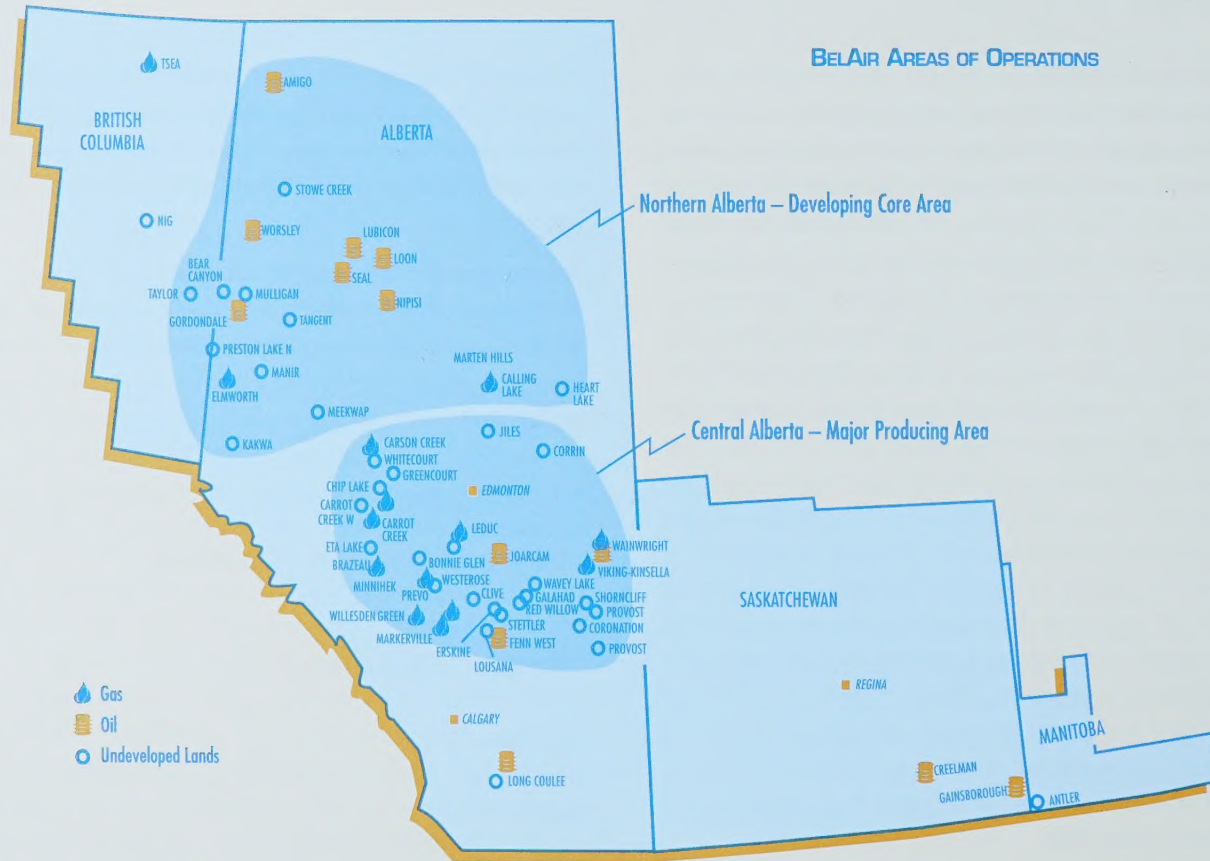 BELAIR AREAS OF OPERATIONS
TSEA
AMIGO
BRITISH
COLUMBIA
ALBERTA
STOWE CREEK
Northern Alberta – Developing Core Area
NIG
WORSLEY
LUBICON
LOON
SEAL
BEAR
CANYON
TAYLOR
MULLIGAN
NIPISI
GORDONDALE
TANGENT
PRESTON LAKE N
MARTEN HILLS
MANIR
CALLING
LAKE
HEART
LAKE
ELMWORTH
MEEKWAP
JILES
Central Alberta – Major Producing Area
KAKWA
CARSON CREEK
CORRIN
WHITECOURT
GREENCOURT
CHIP LAKE
EDMONTON
CARROT
CREEK W
CARROT
CREEK
LEDUC
ETA LAKE
JOARCAM
WAINWRIGHT
BONNIE GLEN
BRAZEAU
VIKING-KINSELLA
MINNIHEK
WESTEROSE
WAVEY LAKE
PREVO
CLIVE
GALAHAD
SHORNCLIFF
RED WILLOW
PROVOST
SASKATCHEWAN
WILLESDEN GREEN
STETTLER
CORONATION
MARKERVILLE
FENN WEST
ERSKINE
PROVOST
LOUSANA
REGINA
Gas
Oil
CALGARY
MANITOBA
Undeveloped Lands
LONG COULEE
CREELMAN
GAINSBOROUGH
ANTLER